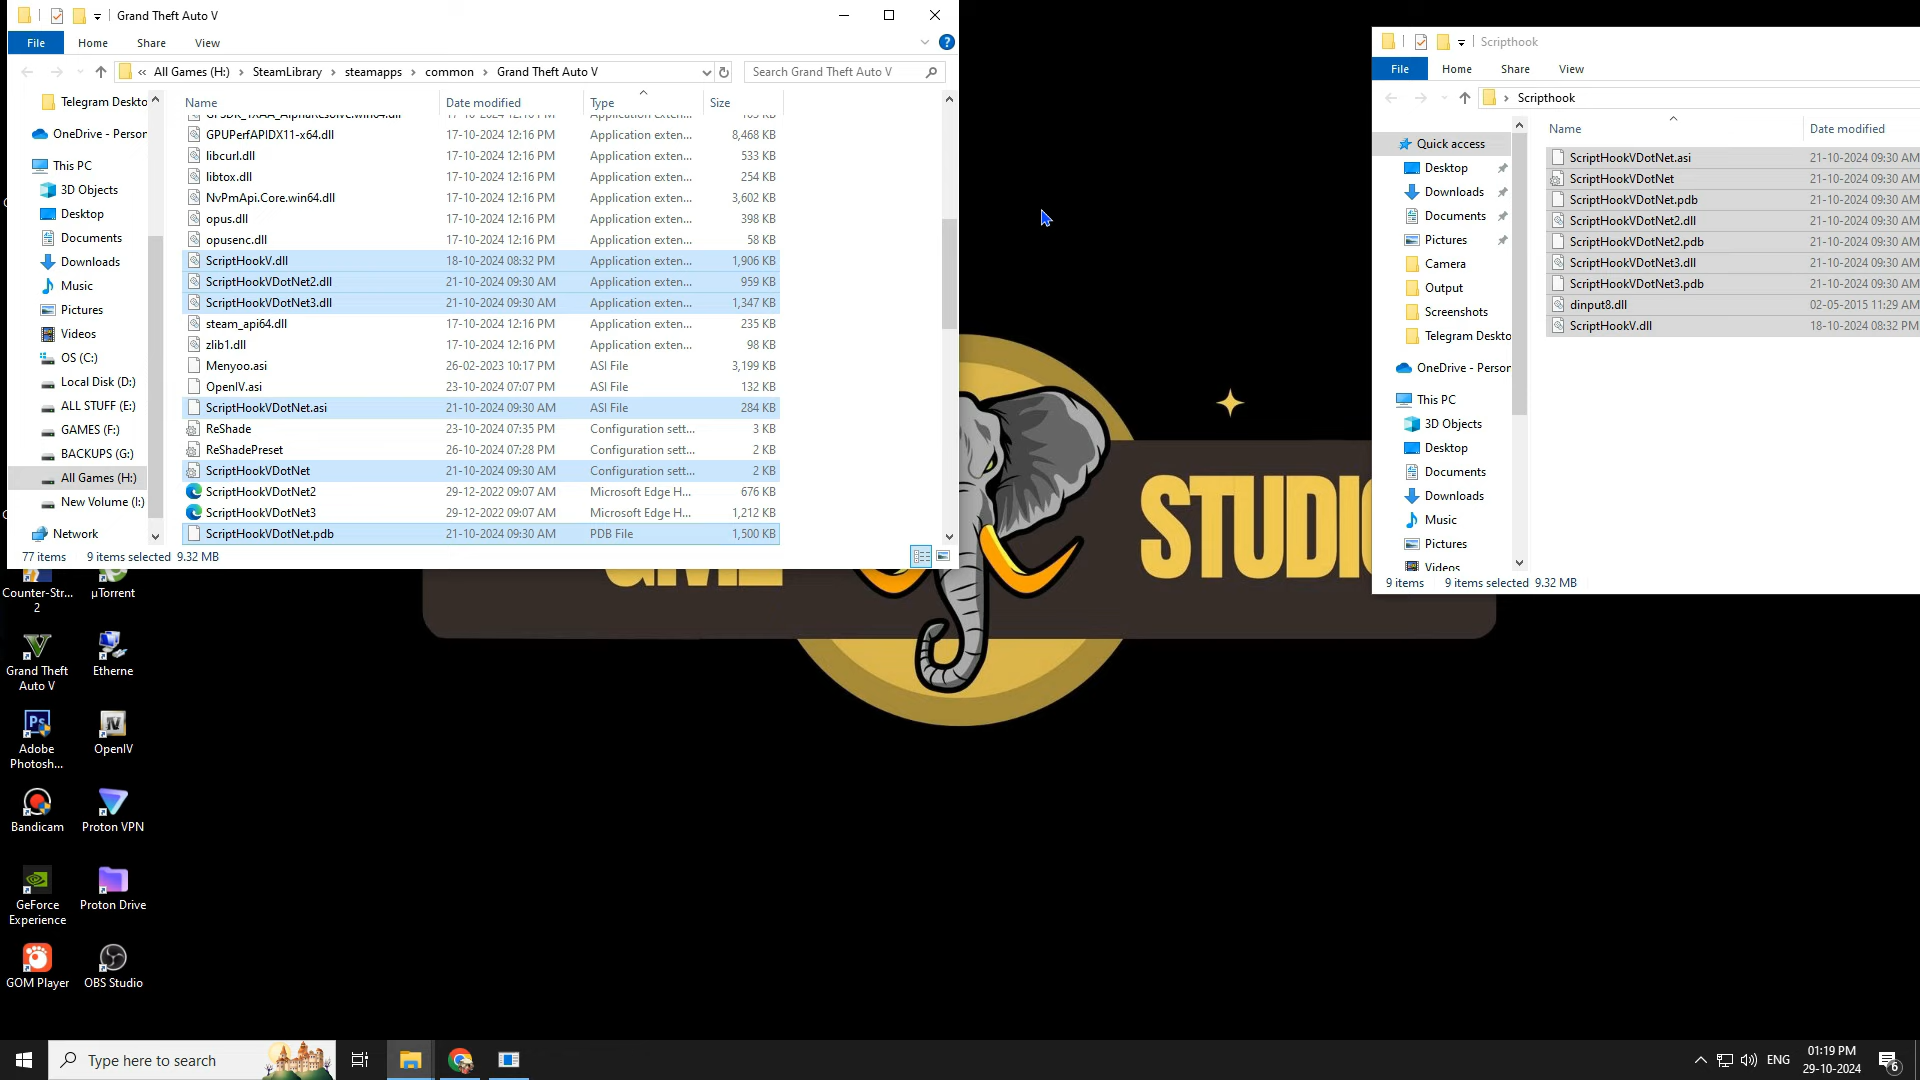 Grand Theft Auto V
File Home Share View
« All Games (H:) › SteamLibrary › steamapps › common › Grand Theft Auto V
Search Grand Theft Auto V
Telegram Deskto
OneDrive - Person
This PC
3D Objects
Desktop
Documents
Downloads
Music
Pictures
Videos
OS (C:)
Local Disk (D:)
ALL STUFF (E:)
GAMES (F:)
BACKUPS (G:)
All Games (H:)
New Volume (I:)
Network
Name Date modified Type Size
GPUPerfAPIDX11-x64.dll 17-10-2024 12:16 PM Application exten... 8,468 KB
libcurl.dll 17-10-2024 12:16 PM Application exten... 533 KB
libtox.dll 17-10-2024 12:16 PM Application exten... 254 KB
NvPmApi.Core.win64.dll 17-10-2024 12:16 PM Application exten... 3,602 KB
opus.dll 17-10-2024 12:16 PM Application exten... 398 KB
opusenc.dll 17-10-2024 12:16 PM Application exten... 58 KB
ScriptHookV.dll 18-10-2024 08:32 PM Application exten... 1,906 KB
ScriptHookVDotNet2.dll 21-10-2024 09:30 AM Application exten... 959 KB
ScriptHookVDotNet3.dll 21-10-2024 09:30 AM Application exten... 1,347 KB
steam_api64.dll 17-10-2024 12:16 PM Application exten... 235 KB
zlib1.dll 17-10-2024 12:16 PM Application exten... 98 KB
Menyoo.asi 26-02-2023 10:17 PM ASI File 3,199 KB
OpenIV.asi 23-10-2024 07:07 PM ASI File 132 KB
ScriptHookVDotNet.asi 21-10-2024 09:30 AM ASI File 284 KB
ReShade 23-10-2024 07:35 PM Configuration sett... 3 KB
ReShadePreset 26-10-2024 07:28 PM Configuration sett... 2 KB
ScriptHookVDotNet 21-10-2024 09:30 AM Configuration sett... 2 KB
ScriptHookVDotNet2 29-12-2022 09:07 AM Microsoft Edge H... 676 KB
ScriptHookVDotNet3 29-12-2022 09:07 AM Microsoft Edge H... 1,212 KB
ScriptHookVDotNet.pdb 21-10-2024 09:30 AM PDB File 1,500 KB
77 items 9 items selected 9.32 MB
Scripthook
File Home Share View
› Scripthook
Quick access
Desktop
Downloads
Documents
Pictures
Camera
Output
Screenshots
Telegram Deskto
OneDrive - Person
This PC
3D Objects
Desktop
Documents
Downloads
Music
Pictures
Videos
Name Date modified
ScriptHookVDotNet.asi 21-10-2024 09:30 AM
ScriptHookVDotNet 21-10-2024 09:30 AM
ScriptHookVDotNet.pdb 21-10-2024 09:30 AM
ScriptHookVDotNet2.dll 21-10-2024 09:30 AM
ScriptHookVDotNet2.pdb 21-10-2024 09:30 AM
ScriptHookVDotNet3.dll 21-10-2024 09:30 AM
ScriptHookVDotNet3.pdb 21-10-2024 09:30 AM
dinput8.dll 02-05-2015 11:29 AM
ScriptHookV.dll 18-10-2024 08:32 PM
9 items 9 items selected 9.32 MB
STUDIO
Counter-Str...
2
µTorrent
Grand Theft
Auto V
Etherne
Adobe
Photosh...
OpenIV
Bandicam
Proton VPN
GeForce
Experience
Proton Drive
GOM Player
OBS Studio
Type here to search
ENG
01:19 PM
29-10-2024
6